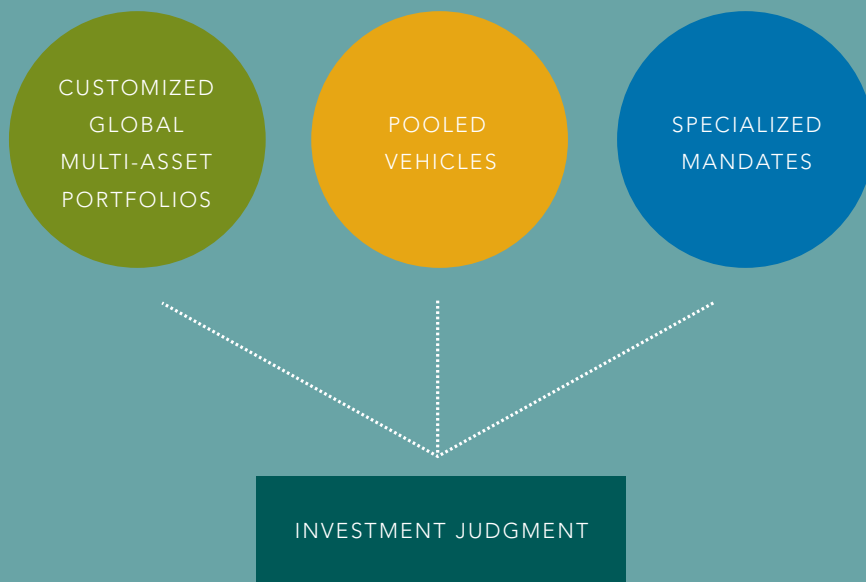 CUSTOMIZED
GLOBAL
MULTI-ASSET
PORTFOLIOS
POOLED
VEHICLES
SPECIALIZED
MANDATES
INVESTMENT JUDGMENT